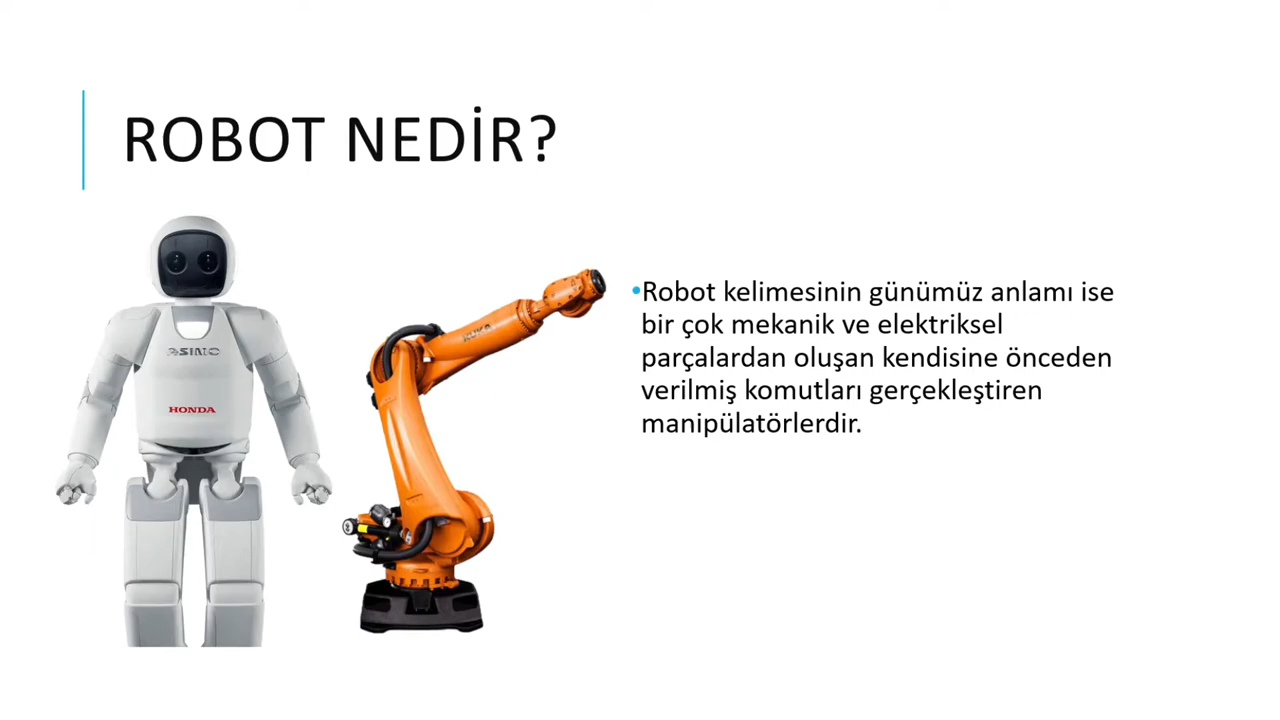 ROBOT NEDİR?
ASIMO
HONDA
KUKA
•Robot kelimesinin günümüz anlamı ise
bir çok mekanik ve elektriksel
parçalardan oluşan kendisine önceden
verilmiş komutları gerçekleştiren
manipülatörlerdir.